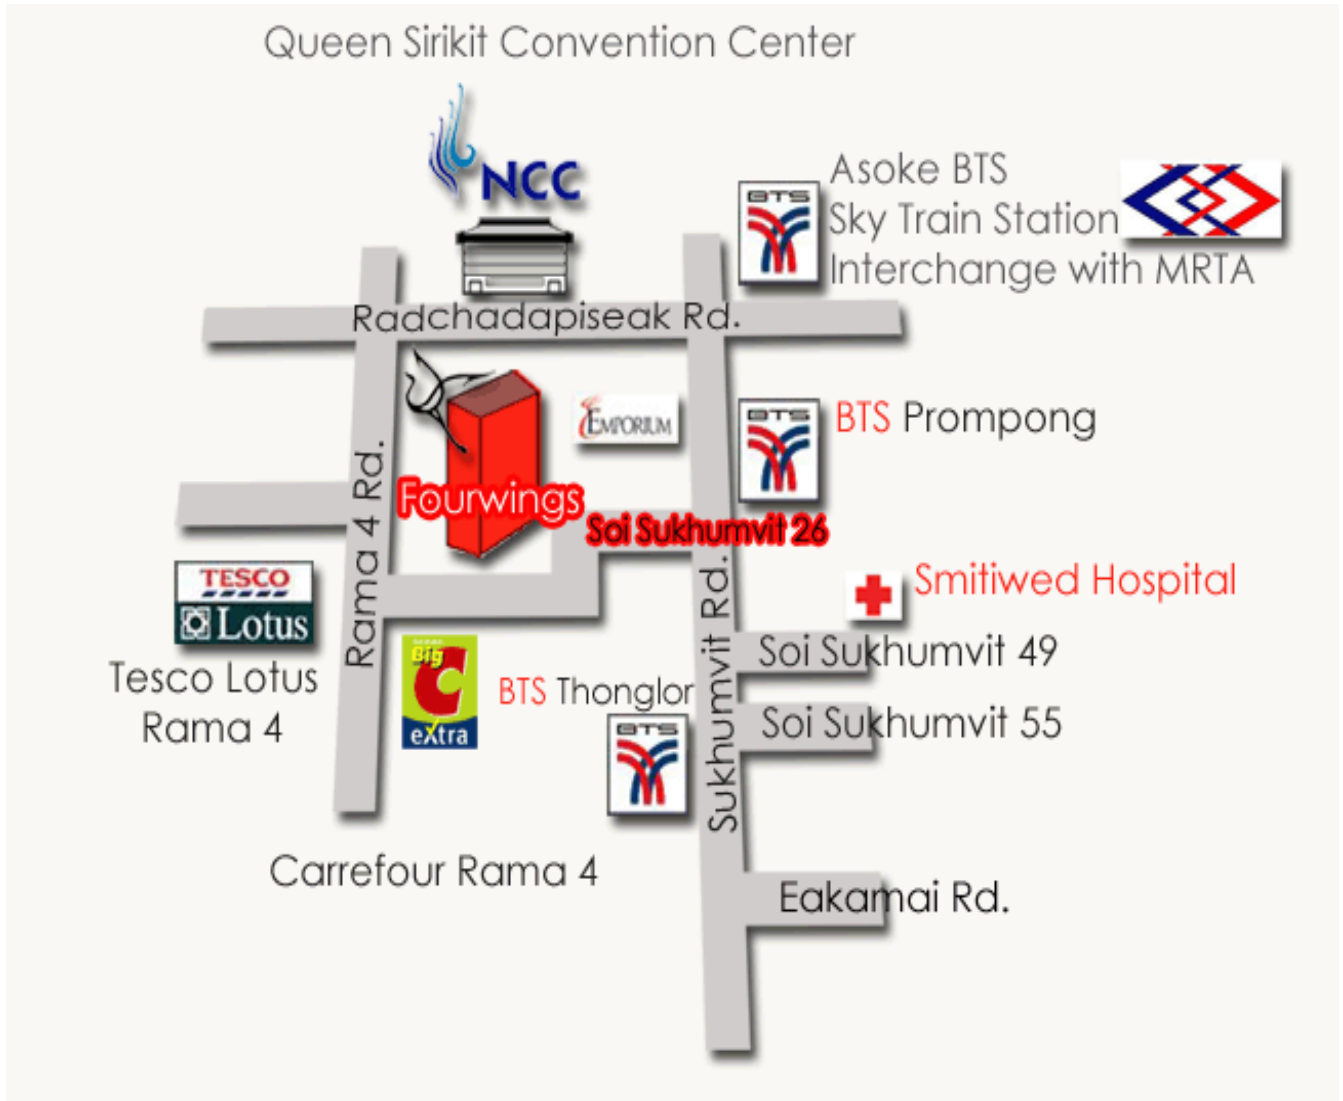 Queen Sirikit Convention Center
NCC
BTS
Asoke BTS
Sky Train Station
Interchange with MRTA
Radchadapiseak Rd.
EMPORIUM
BTS
BTS Prompong
Rama 4 Rd.
Fourwings
Soi Sukhumvit 26
TESCO
Lotus
Tesco Lotus
Rama 4
Big
C
eXtra
BTS Thonglor
BTS
Sukhumvit Rd.
Smitiwed Hospital
Soi Sukhumvit 49
Soi Sukhumvit 55
Carrefour Rama 4
Eakamai Rd.